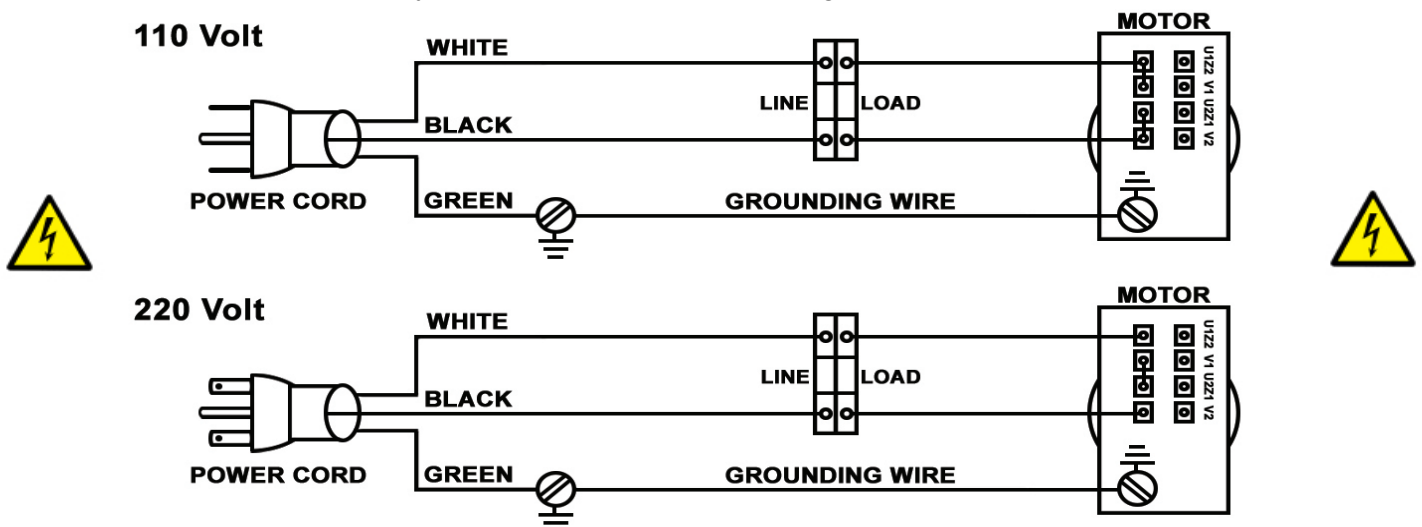 110 Volt
MOTOR
WHITE
U1Z2 V1 U2Z1 V2
LINE LOAD
BLACK
POWER CORD
GREEN
GROUNDING WIRE
220 Volt
MOTOR
WHITE
U1Z2 V1 U2Z1 V2
LINE LOAD
BLACK
POWER CORD
GREEN
GROUNDING WIRE